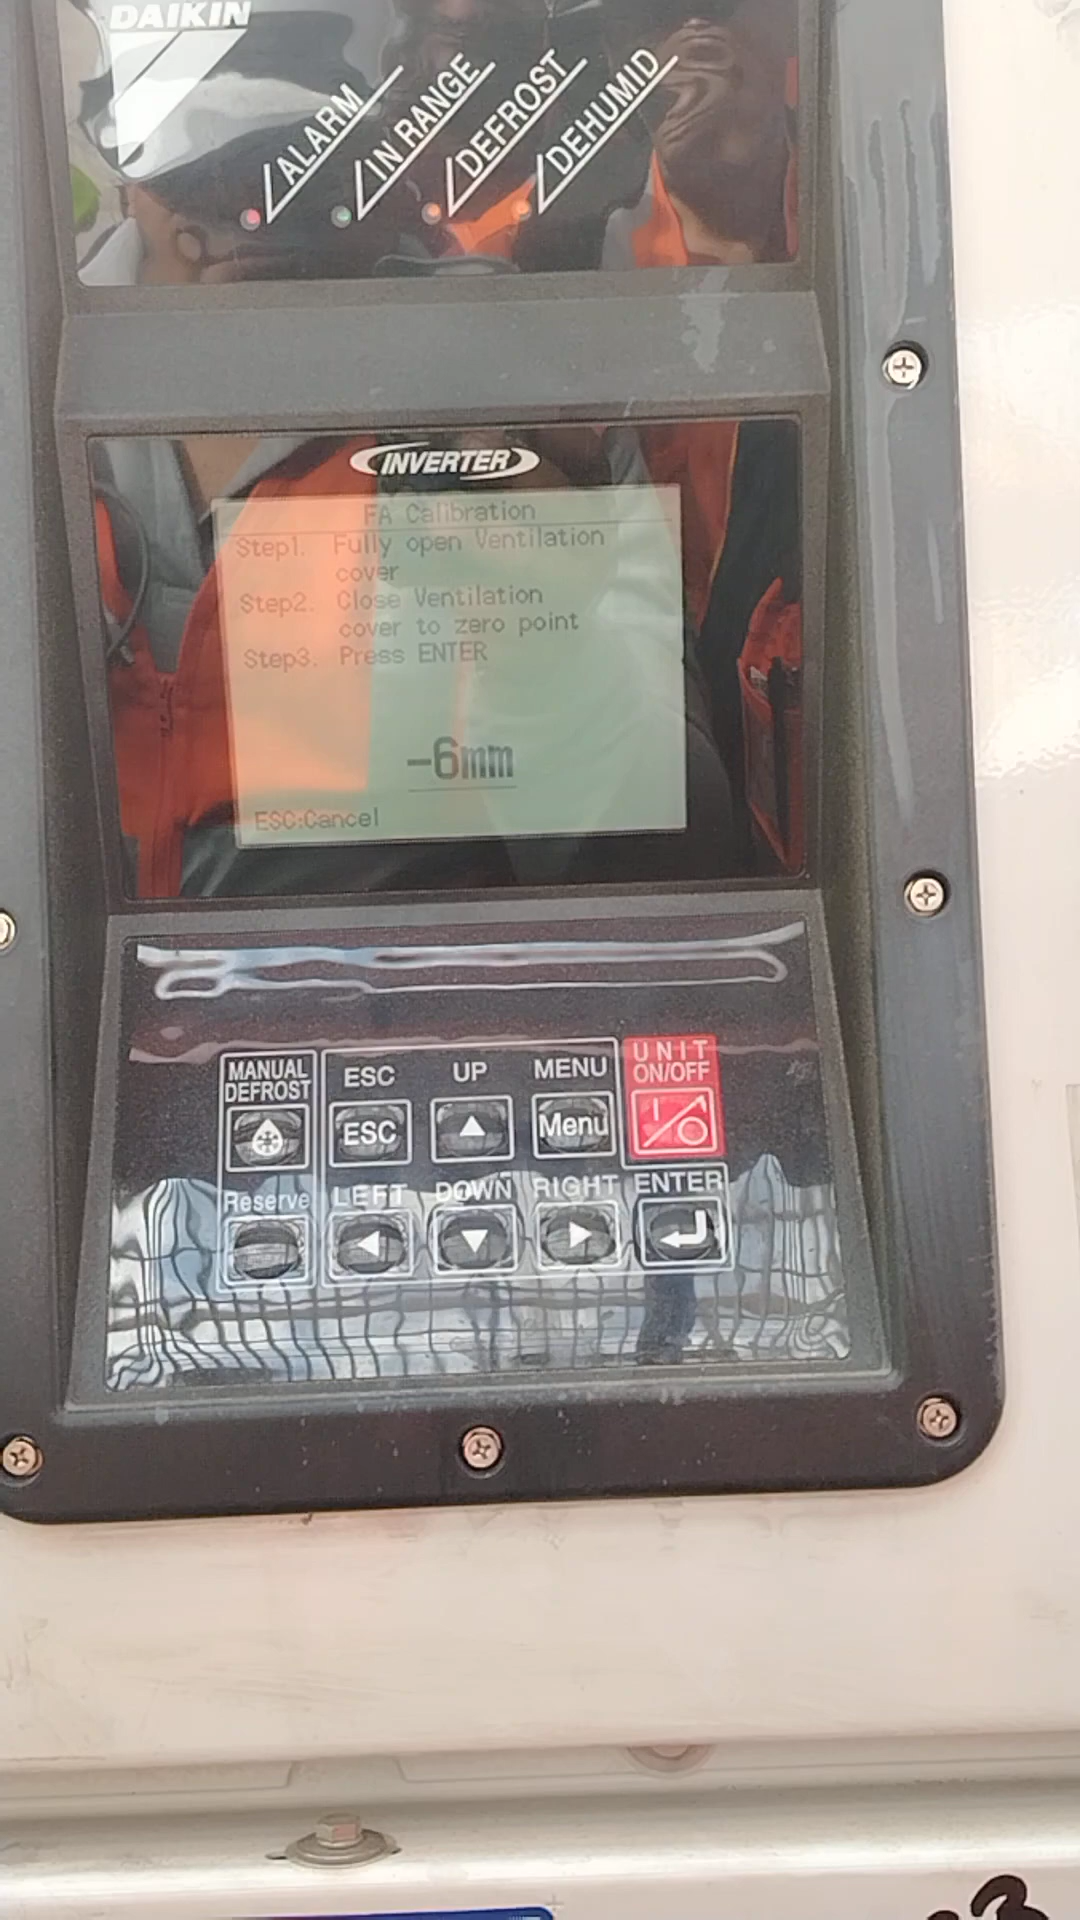 DAIKIN
ALARM
IN RANGE
DEFROST
DEHUMID
INVERTER
FA Calibration
Step1. Fully open Ventilation
cover
Step2. Close Ventilation
cover to zero point
Step3. Press ENTER
-6mm
ESC:Cancel
MANUAL
DEFROST
ESC
UP
MENU
UNIT
ON/OFF
ESC
Menu
Reserve
LEFT
DOWN
RIGHT
ENTER
3